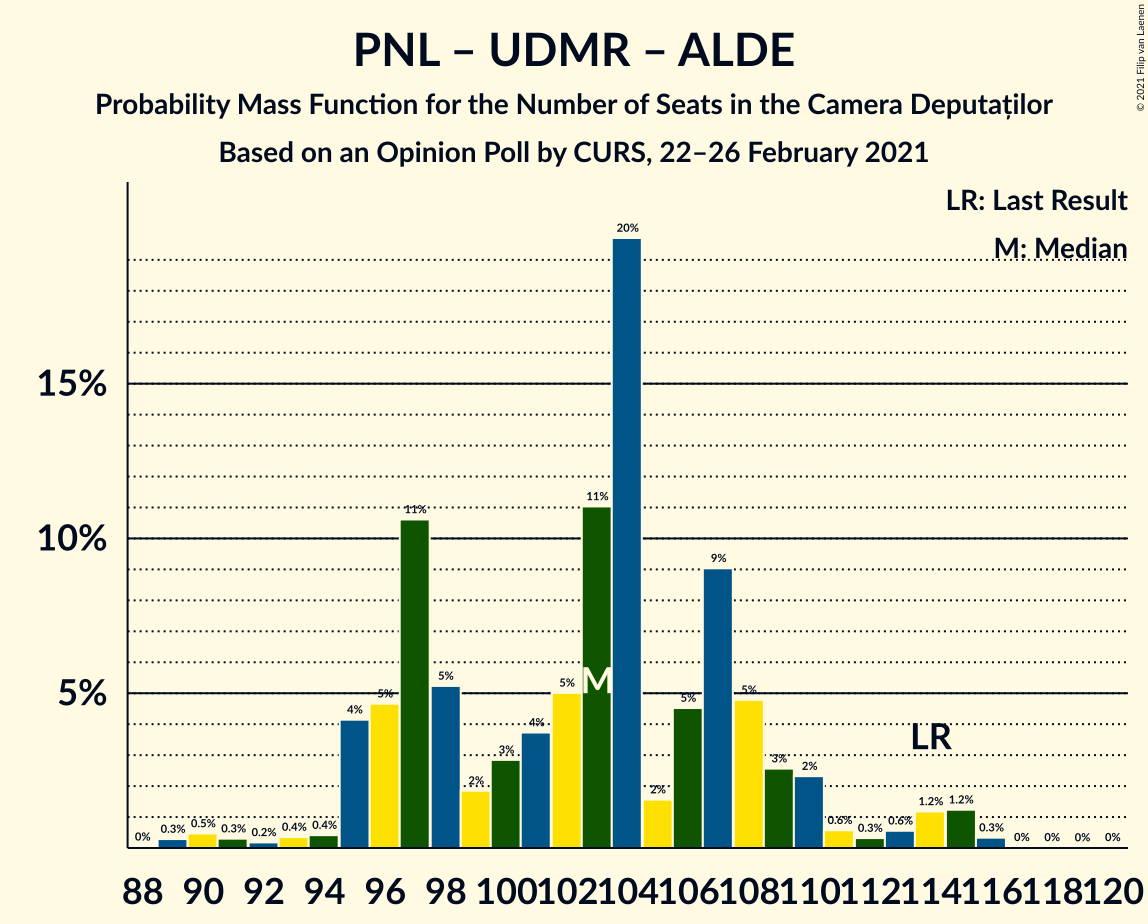 PNL – UDMR – ALDE
Probability Mass Function for the Number of Seats in the Camera Deputaților
Based on an Opinion Poll by CURS, 22–26 February 2021
© 2021 Filip van Laenen
LR: Last Result
M: Median
15%
10%
5%
0% 0.3% 0.5% 0.3% 0.2% 0.4% 0.4% 4% 5% 11% 5% 2% 3% 4% 5% 11% 20% 2% 5% 9% 5% 3% 2% 0.6% 0.3% 0.6% 1.2% 1.2% 0.3% 0% 0% 0% 0%
M
LR
88 90 92 94 96 98 100 102 104 106 108 110 112 114 116 118 120